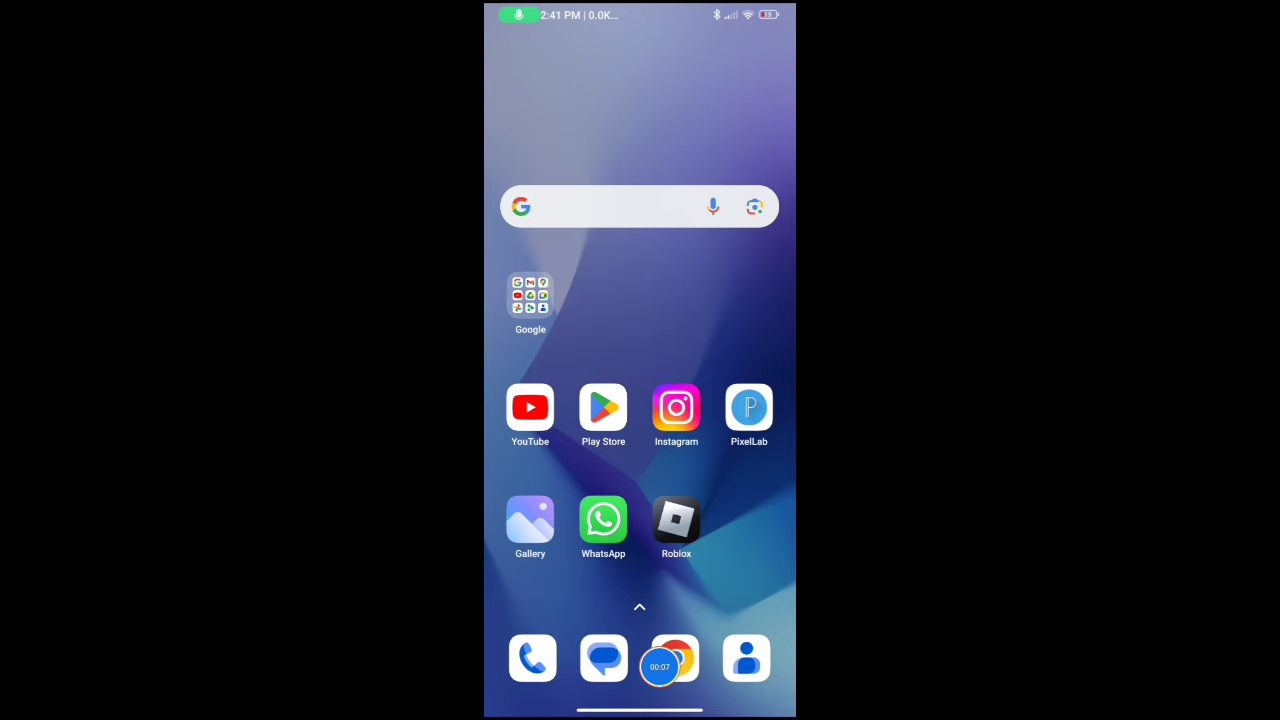 2:41 PM | 0.0K...
Google
YouTube
Play Store
Instagram
PixelLab
Gallery
WhatsApp
Roblox
00:07